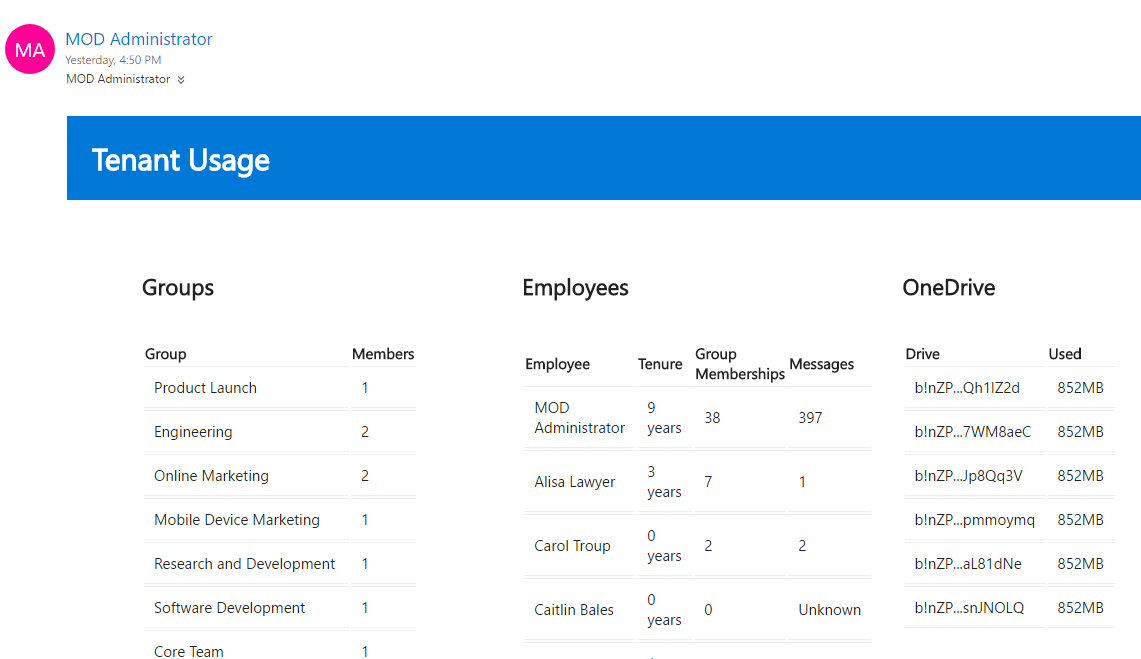 MA
MOD Administrator
Yesterday, 4:50 PM
MOD Administrator
Tenant Usage
Groups
Group Members
Product Launch 1
Engineering 2
Online Marketing 2
Mobile Device Marketing 1
Research and Development 1
Software Development 1
Core Team 1
Employees
Employee Tenure Group Memberships Messages
MOD Administrator 9 years 38 397
Alisa Lawyer 3 years 7 1
Carol Troup 0 years 2 2
Caitlin Bales 0 years 0 Unknown
OneDrive
Drive Used
b!nZP...Qh1IZ2d 852MB
b!nZP...7WM8aeC 852MB
b!nZP...Jp8Qq3V 852MB
b!nZP...pmmoymq 852MB
b!nZP...aL81dNe 852MB
b!nZP...snJNOLQ 852MB